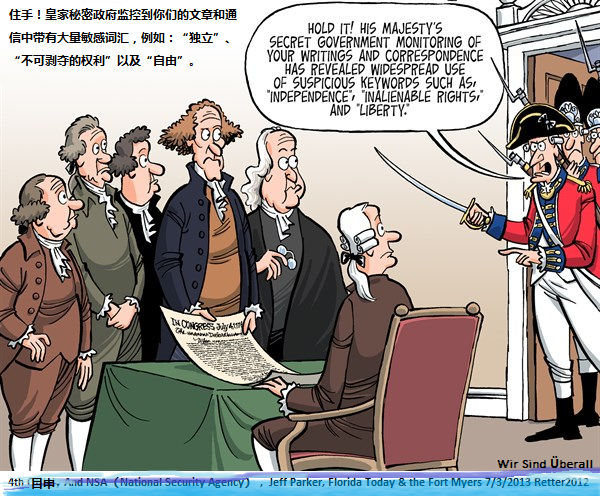 住手！皇家秘密政府监控到你们的文章和通
信中带有大量敏感词汇，例如：“独立”、
“不可剥夺的权利”以及“自由”。
HOLD IT! HIS MAJESTY'S
SECRET GOVERNMENT MONITORING OF
YOUR WRITINGS AND CORRESPONDENCE
HAS REVEALED WIDESPREAD USE
OF SUSPICIOUS KEYWORDS SUCH AS,
"INDEPENDENCE", "INALIENABLE RIGHTS,"
AND "LIBERTY."
IN CONGRESS July 4, 1776
Wir Sind Überall
4th And NSA（National Security Agency），Jeff Parker, Florida Today & the Fort Myers 7/3/2013 Retter2012